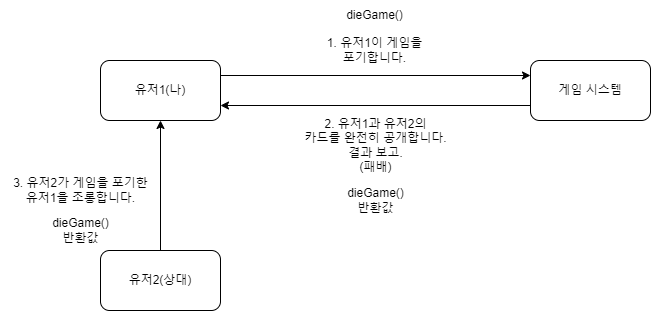 dieGame()
1. 유저1이 게임을
포기합니다.
유저1(나)
게임 시스템
2. 유저1과 유저2의
카드를 완전히 공개합니다.
결과 보고.
(패배)
dieGame()
반환값
3. 유저2가 게임을 포기한
유저1을 조롱합니다.
dieGame()
반환값
유저2(상대)